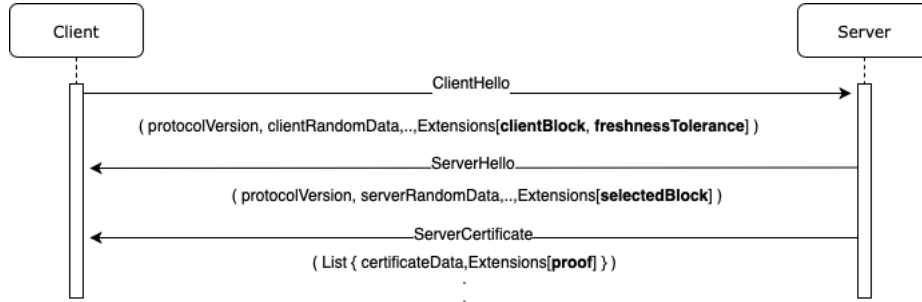 Client
Server
ClientHello
( protocolVersion, clientRandomData,..,Extensions[clientBlock, freshnessTolerance] )
ServerHello
( protocolVersion, serverRandomData,..,Extensions[selectedBlock] )
ServerCertificate
( List { certificateData,Extensions[proof] } )
.
.